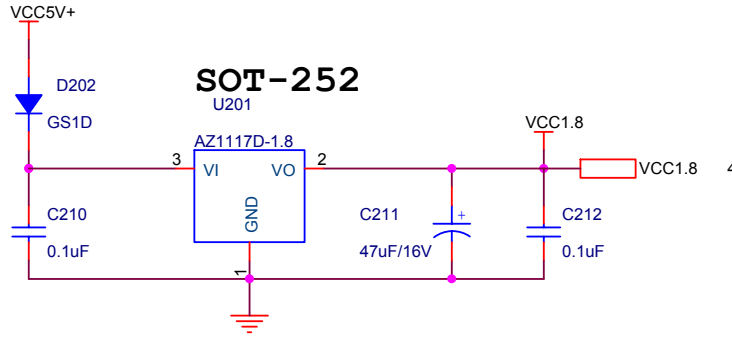 VCC5V+
SOT-252
D202
U201
GS1D
VCC1.8
AZ1117D-1.8
3
2
VI
VO
VCC1.8
4
GND
C210
C211
+
C212
0.1uF
47uF/16V
0.1uF
1